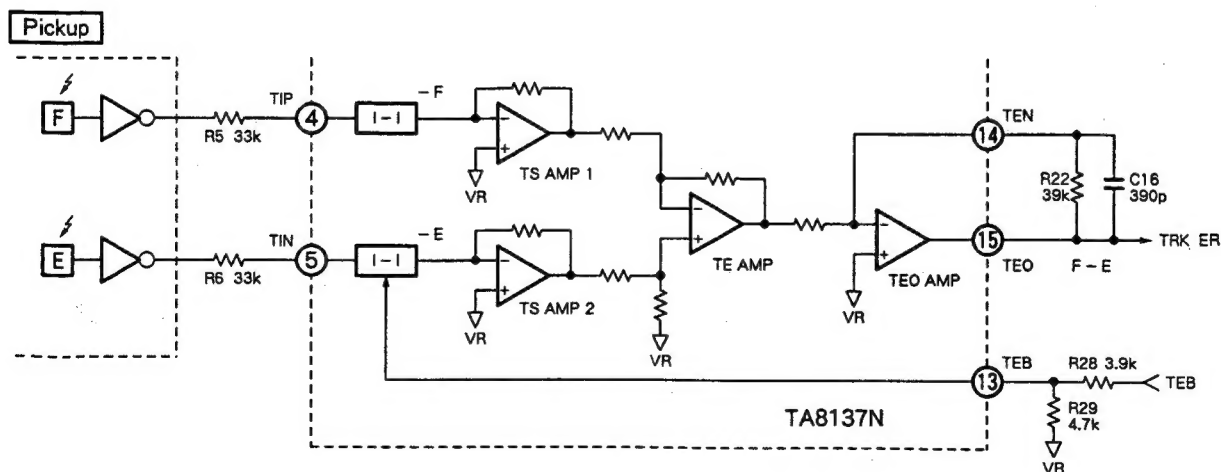 Pickup
F
R5 33k
TIP
4
I-I
-F
VR
TS AMP 1
TE AMP
VR
TEO AMP
VR
14
TEN
R22
39k
C16
390p
15
TEO
F-E
TRK ER
E
R6 33k
TIN
5
I-I
-E
VR
TS AMP 2
13
TEB
R28 3.9k
TEB
R29
4.7k
VR
TA8137N